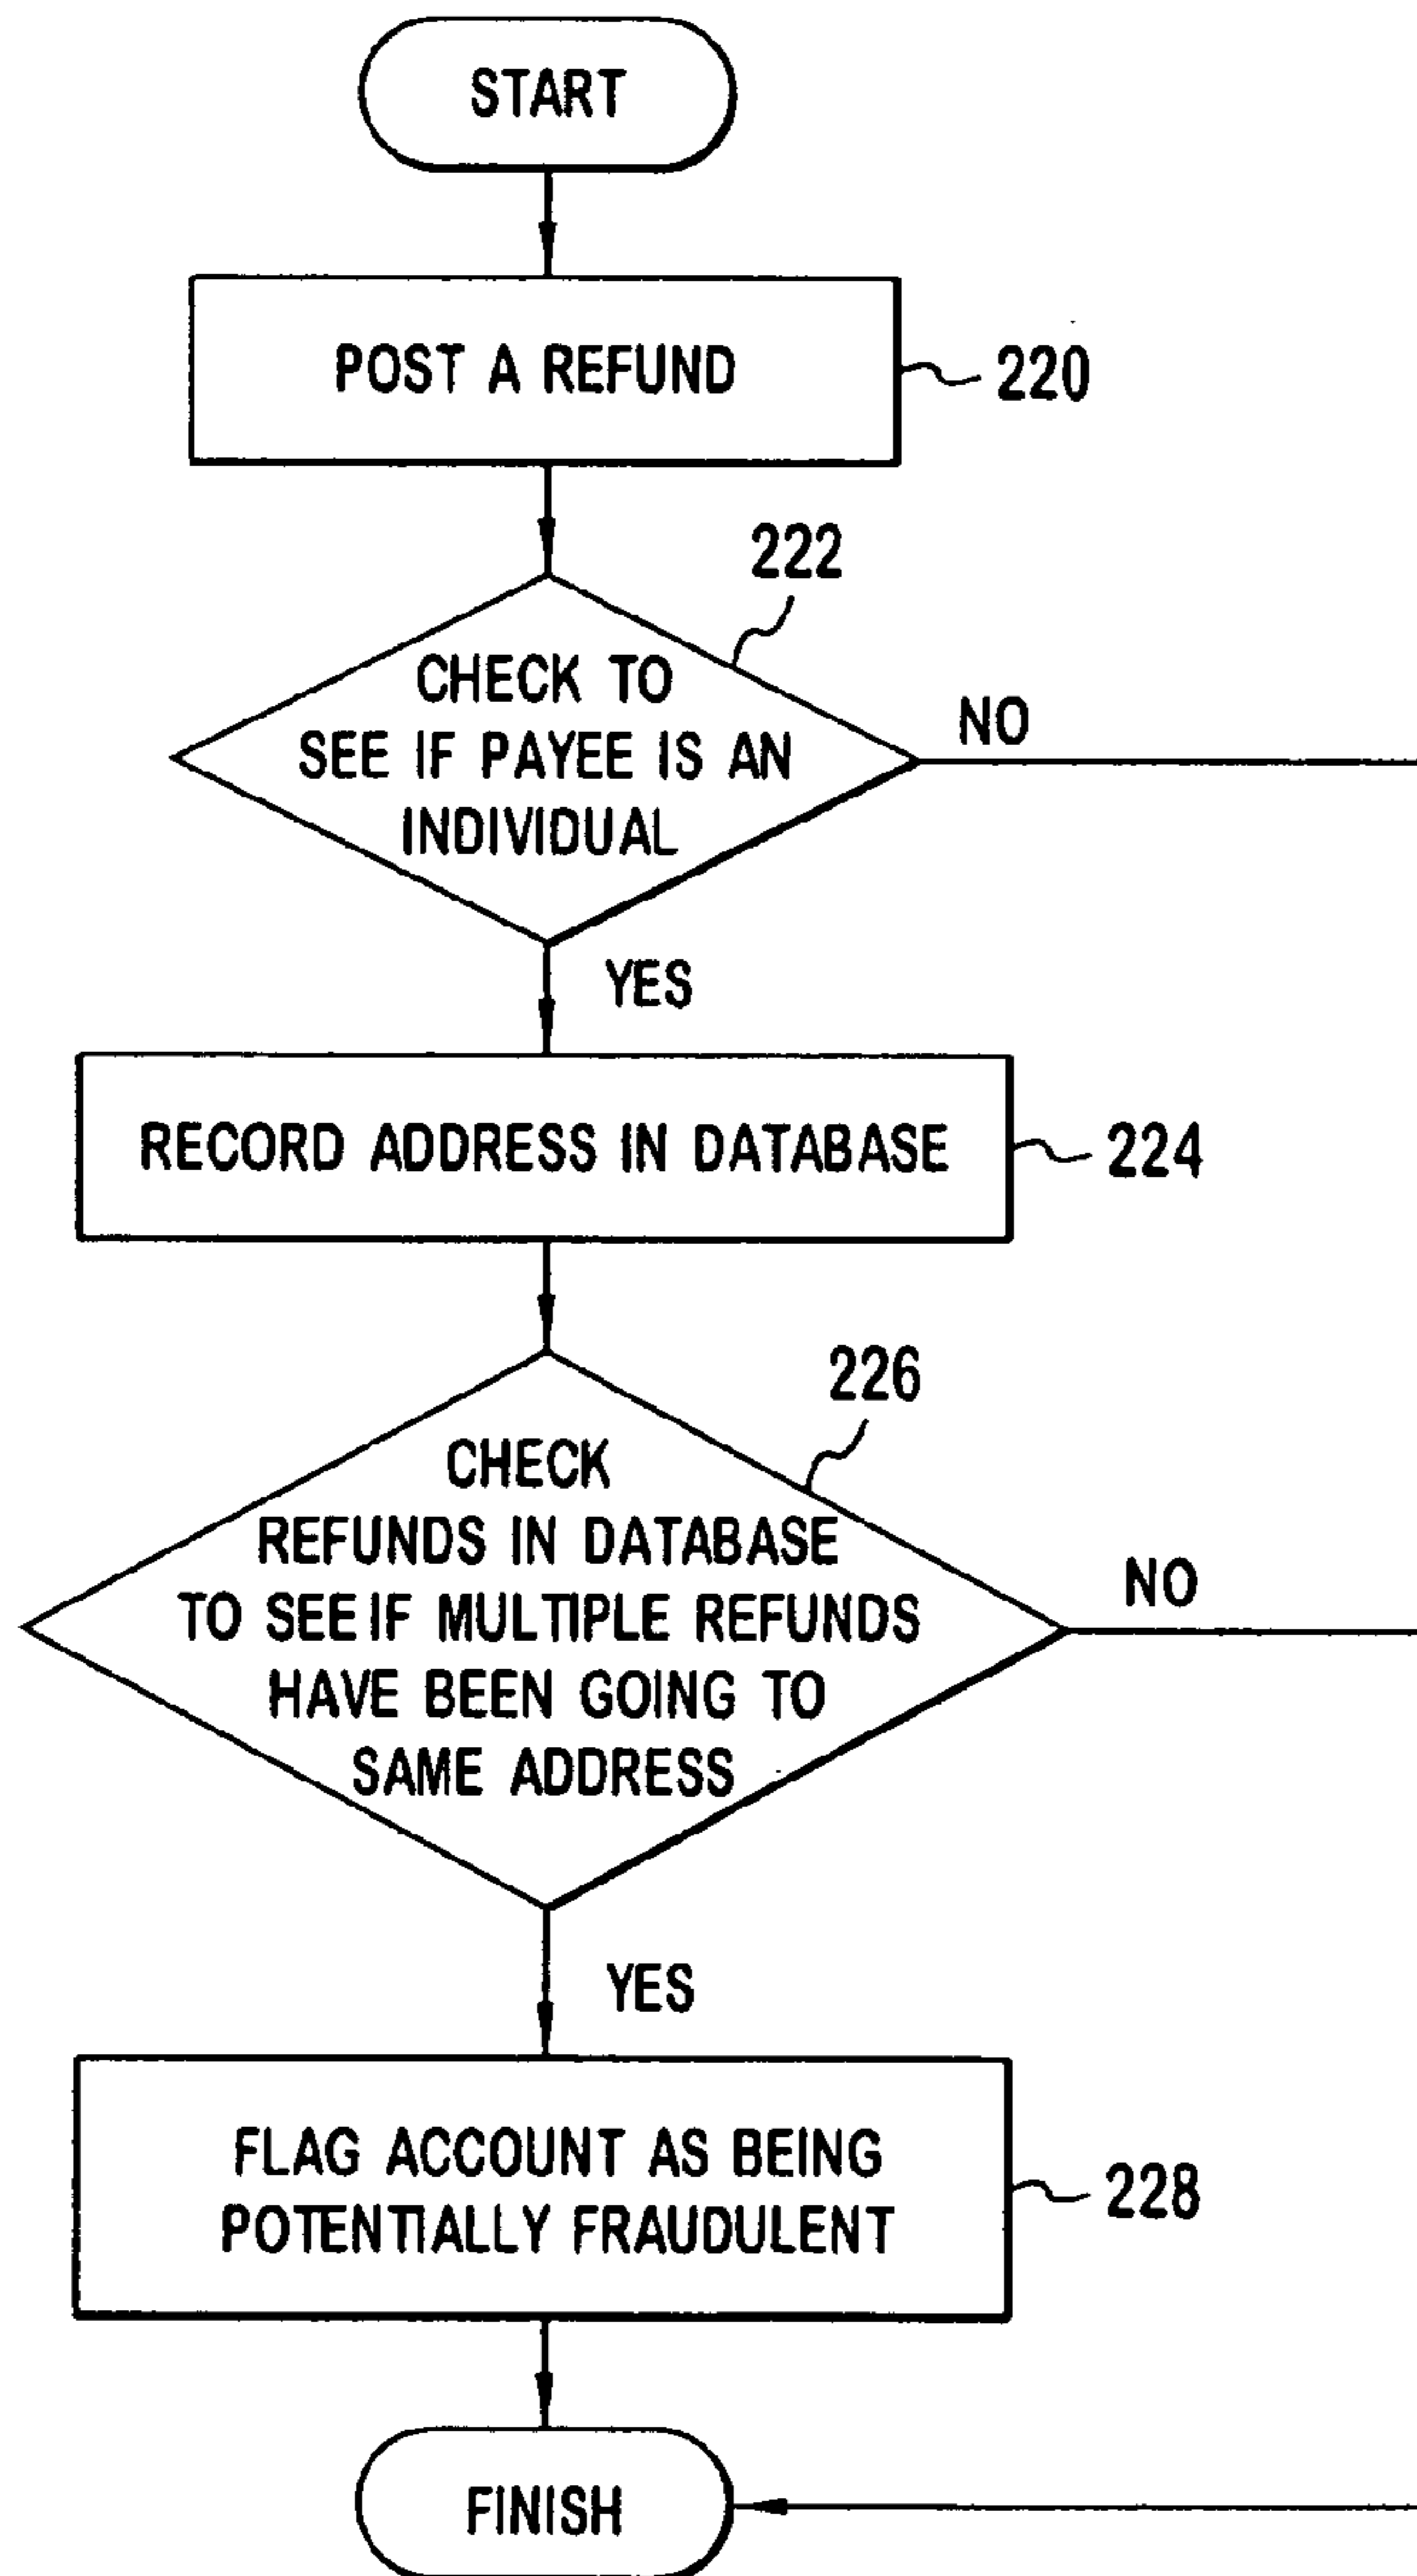 START
POST A REFUND
220
222
CHECK TO
SEE IF PAYEE IS AN
INDIVIDUAL
NO
YES
RECORD ADDRESS IN DATABASE
224
226
CHECK
REFUNDS IN DATABASE
TO SEE IF MULTIPLE REFUNDS
HAVE BEEN GOING TO
SAME ADDRESS
NO
YES
FLAG ACCOUNT AS BEING
POTENTIALLY FRAUDULENT
228
FINISH